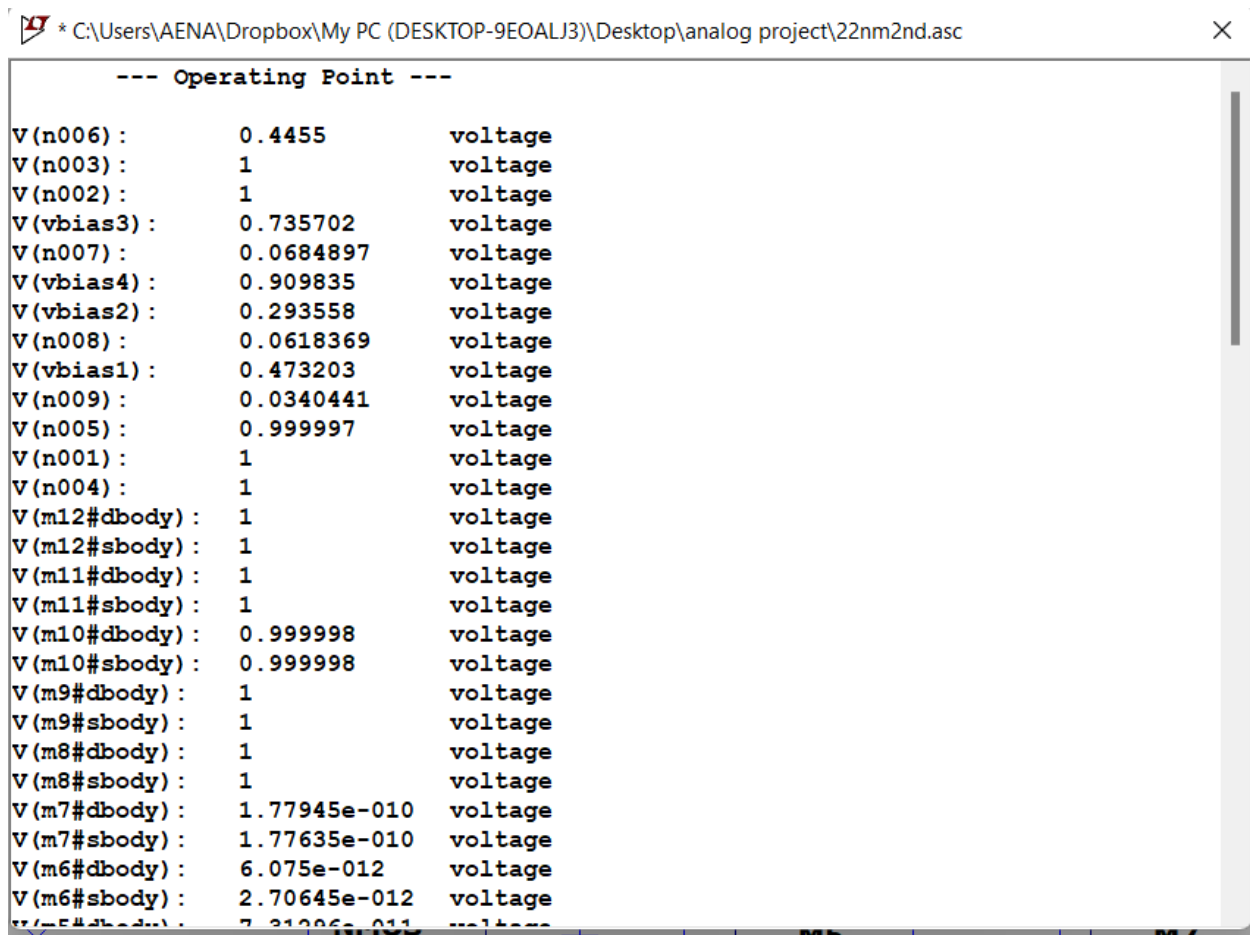 * C:\Users\AENA\Dropbox\My PC (DESKTOP-9EOALJ3)\Desktop\analog project\22nm2nd.asc
--- Operating Point ---
V(n006): 0.4455 voltage
V(n003): 1 voltage
V(n002): 1 voltage
V(vbias3): 0.735702 voltage
V(n007): 0.0684897 voltage
V(vbias4): 0.909835 voltage
V(vbias2): 0.293558 voltage
V(n008): 0.0618369 voltage
V(vbias1): 0.473203 voltage
V(n009): 0.0340441 voltage
V(n005): 0.999997 voltage
V(n001): 1 voltage
V(n004): 1 voltage
V(m12#dbody): 1 voltage
V(m12#sbody): 1 voltage
V(m11#dbody): 1 voltage
V(m11#sbody): 1 voltage
V(m10#dbody): 0.999998 voltage
V(m10#sbody): 0.999998 voltage
V(m9#dbody): 1 voltage
V(m9#sbody): 1 voltage
V(m8#dbody): 1 voltage
V(m8#sbody): 1 voltage
V(m7#dbody): 1.77945e-010 voltage
V(m7#sbody): 1.77635e-010 voltage
V(m6#dbody): 6.075e-012 voltage
V(m6#sbody): 2.70645e-012 voltage